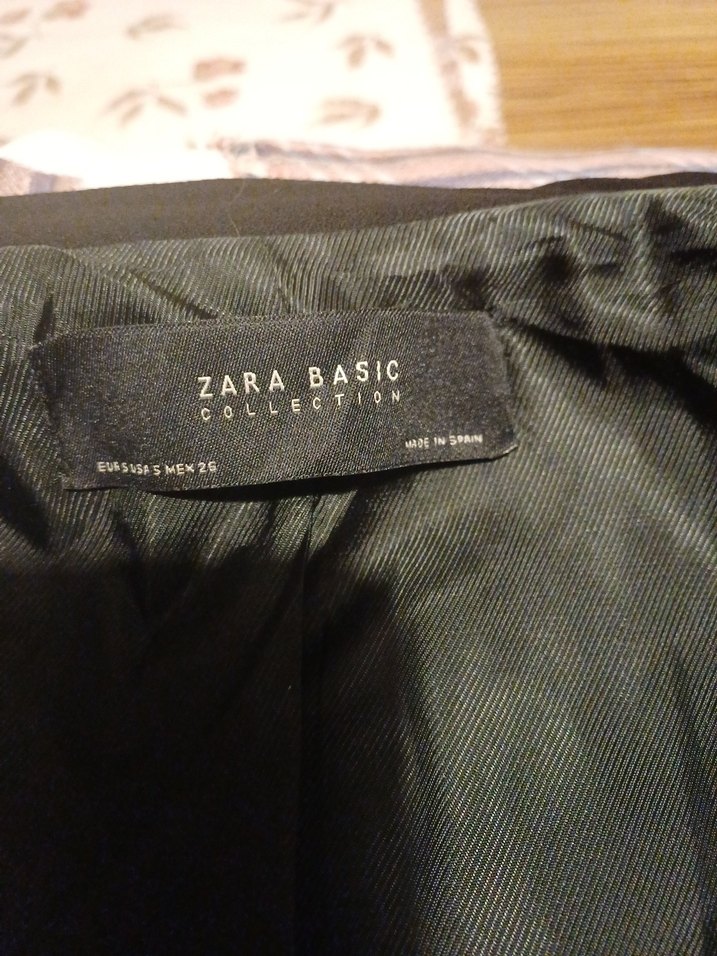 ZARA BASIC
COLLECTION
MADE IN SPAIN
EUR S USA S MEX 26